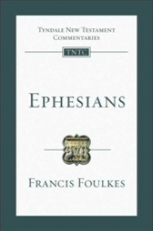 TYNDALE NEW TESTAMENT
COMMENTARIES
TNTC
EPHESIANS
FRANCIS FOULKES